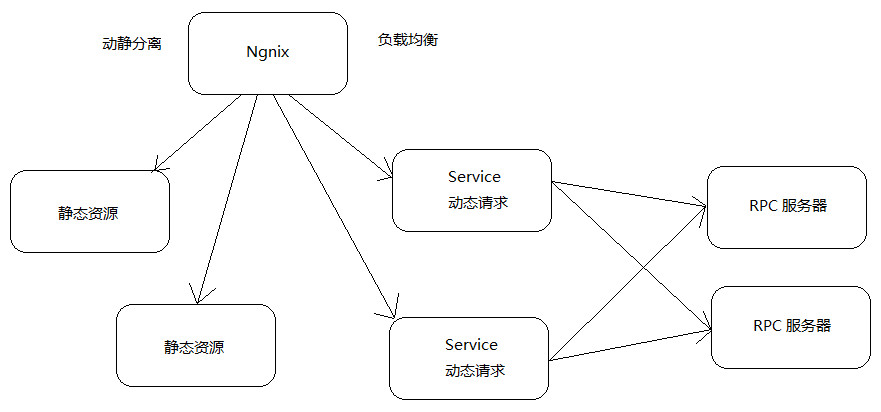 动静分离
Ngnix
负载均衡
静态资源
Service
动态请求
RPC 服务器
静态资源
Service
动态请求
RPC 服务器